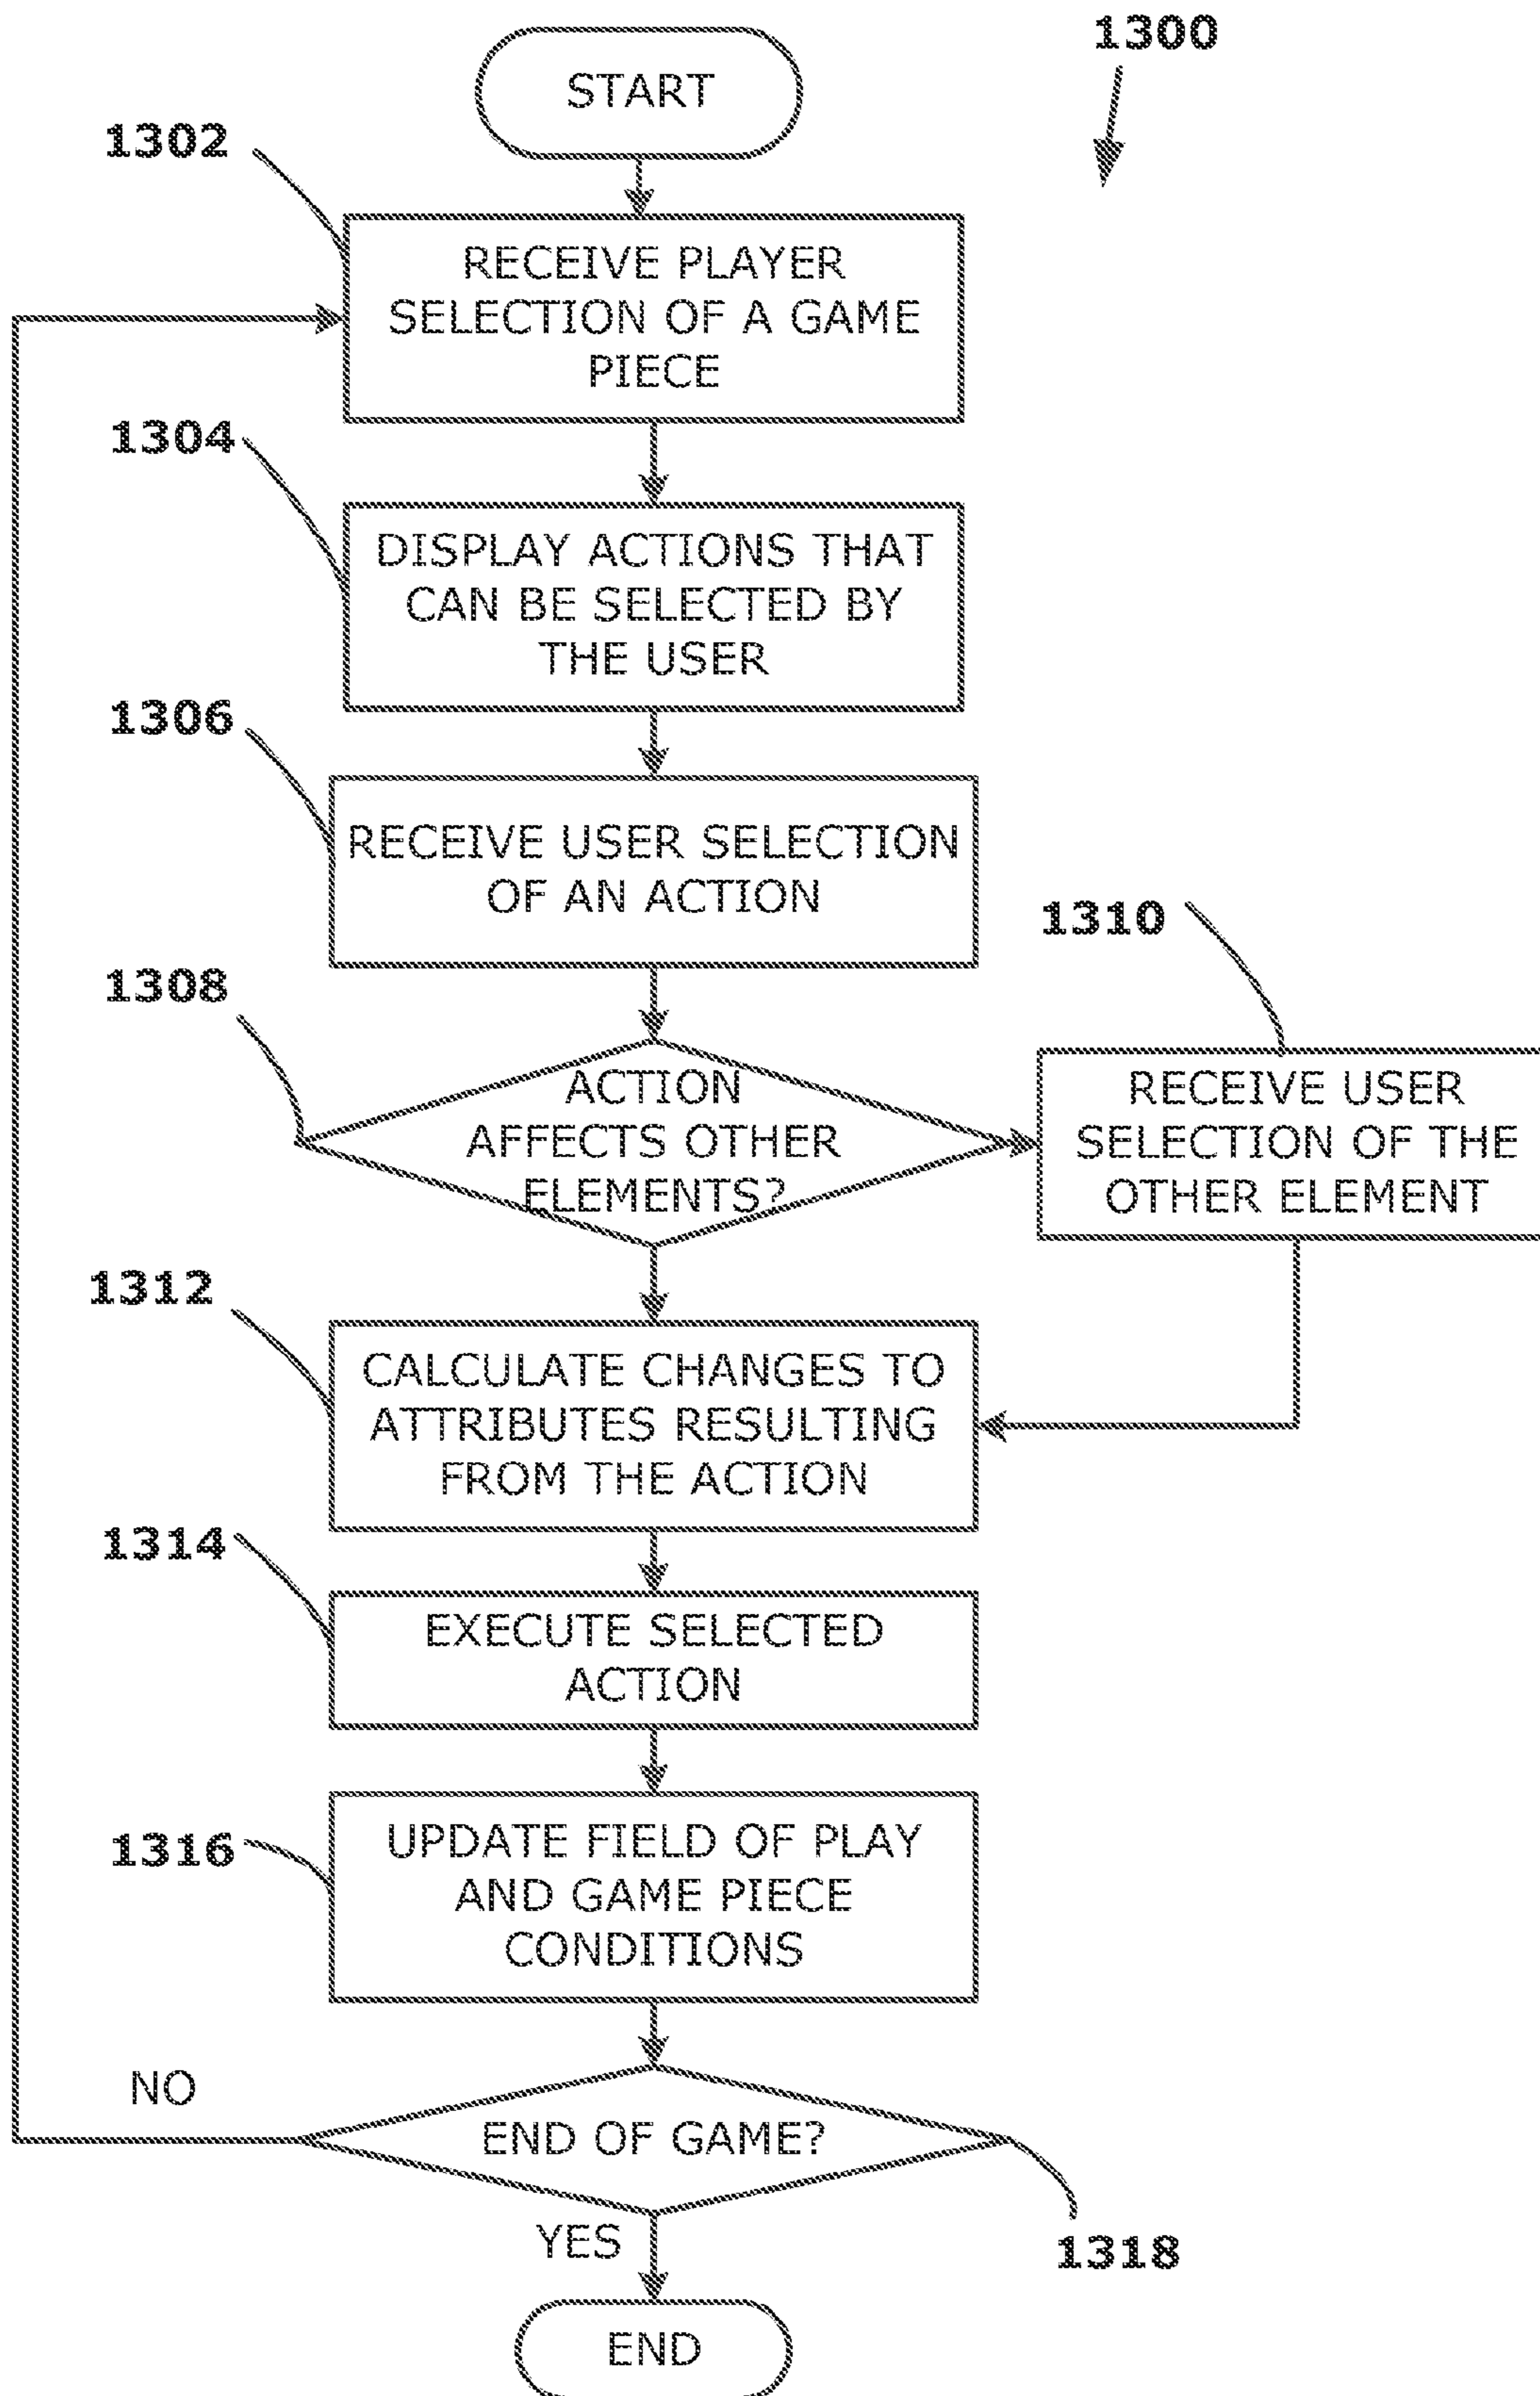 1300
START
1302
RECEIVE PLAYER
SELECTION OF A GAME
PIECE
1304
DISPLAY ACTIONS THAT
CAN BE SELECTED BY
THE USER
1306
RECEIVE USER SELECTION
OF AN ACTION
1308
ACTION
AFFECTS OTHER
ELEMENTS?
1310
RECEIVE USER
SELECTION OF THE
OTHER ELEMENT
1312
CALCULATE CHANGES TO
ATTRIBUTES RESULTING
FROM THE ACTION
1314
EXECUTE SELECTED
ACTION
1316
UPDATE FIELD OF PLAY
AND GAME PIECE
CONDITIONS
NO
END OF GAME?
YES
1318
END